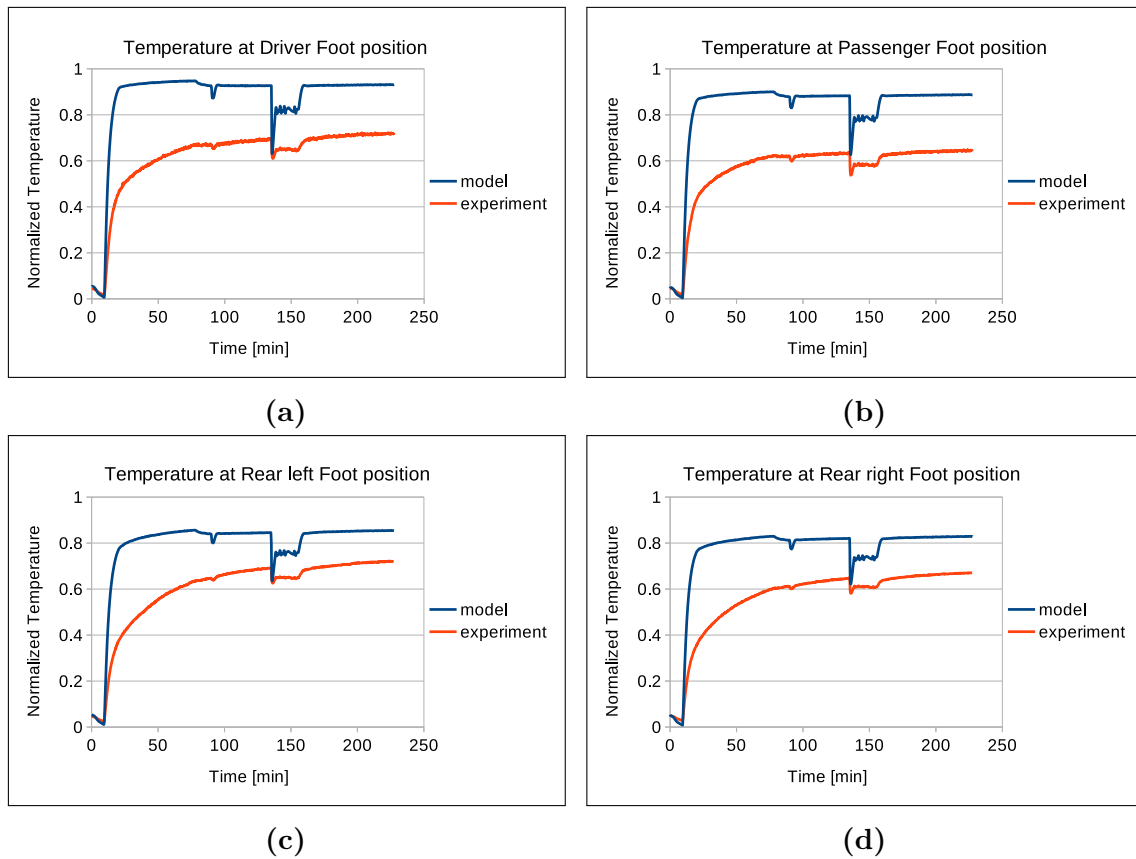 Temperature at Driver Foot position
Normalized Temperature
1
0.8
0.6
0.4
0.2
0
0 50 100 150 200 250
Time [min]
model
experiment
(a)
Temperature at Passenger Foot position
Normalized Temperature
1
0.8
0.6
0.4
0.2
0
0 50 100 150 200 250
Time [min]
model
experiment
(b)
Temperature at Rear left Foot position
Normalized Temperature
1
0.8
0.6
0.4
0.2
0
0 50 100 150 200 250
Time [min]
model
experiment
(c)
Temperature at Rear right Foot position
Normalized Temperature
1
0.8
0.6
0.4
0.2
0
0 50 100 150 200 250
Time [min]
model
experiment
(d)